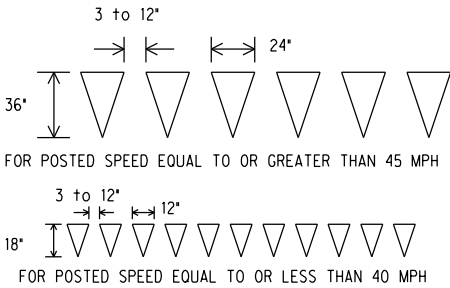 3 to 12"
24"
36"
FOR POSTED SPEED EQUAL TO OR GREATER THAN 45 MPH
3 to 12"
12"
18"
FOR POSTED SPEED EQUAL TO OR LESS THAN 40 MPH